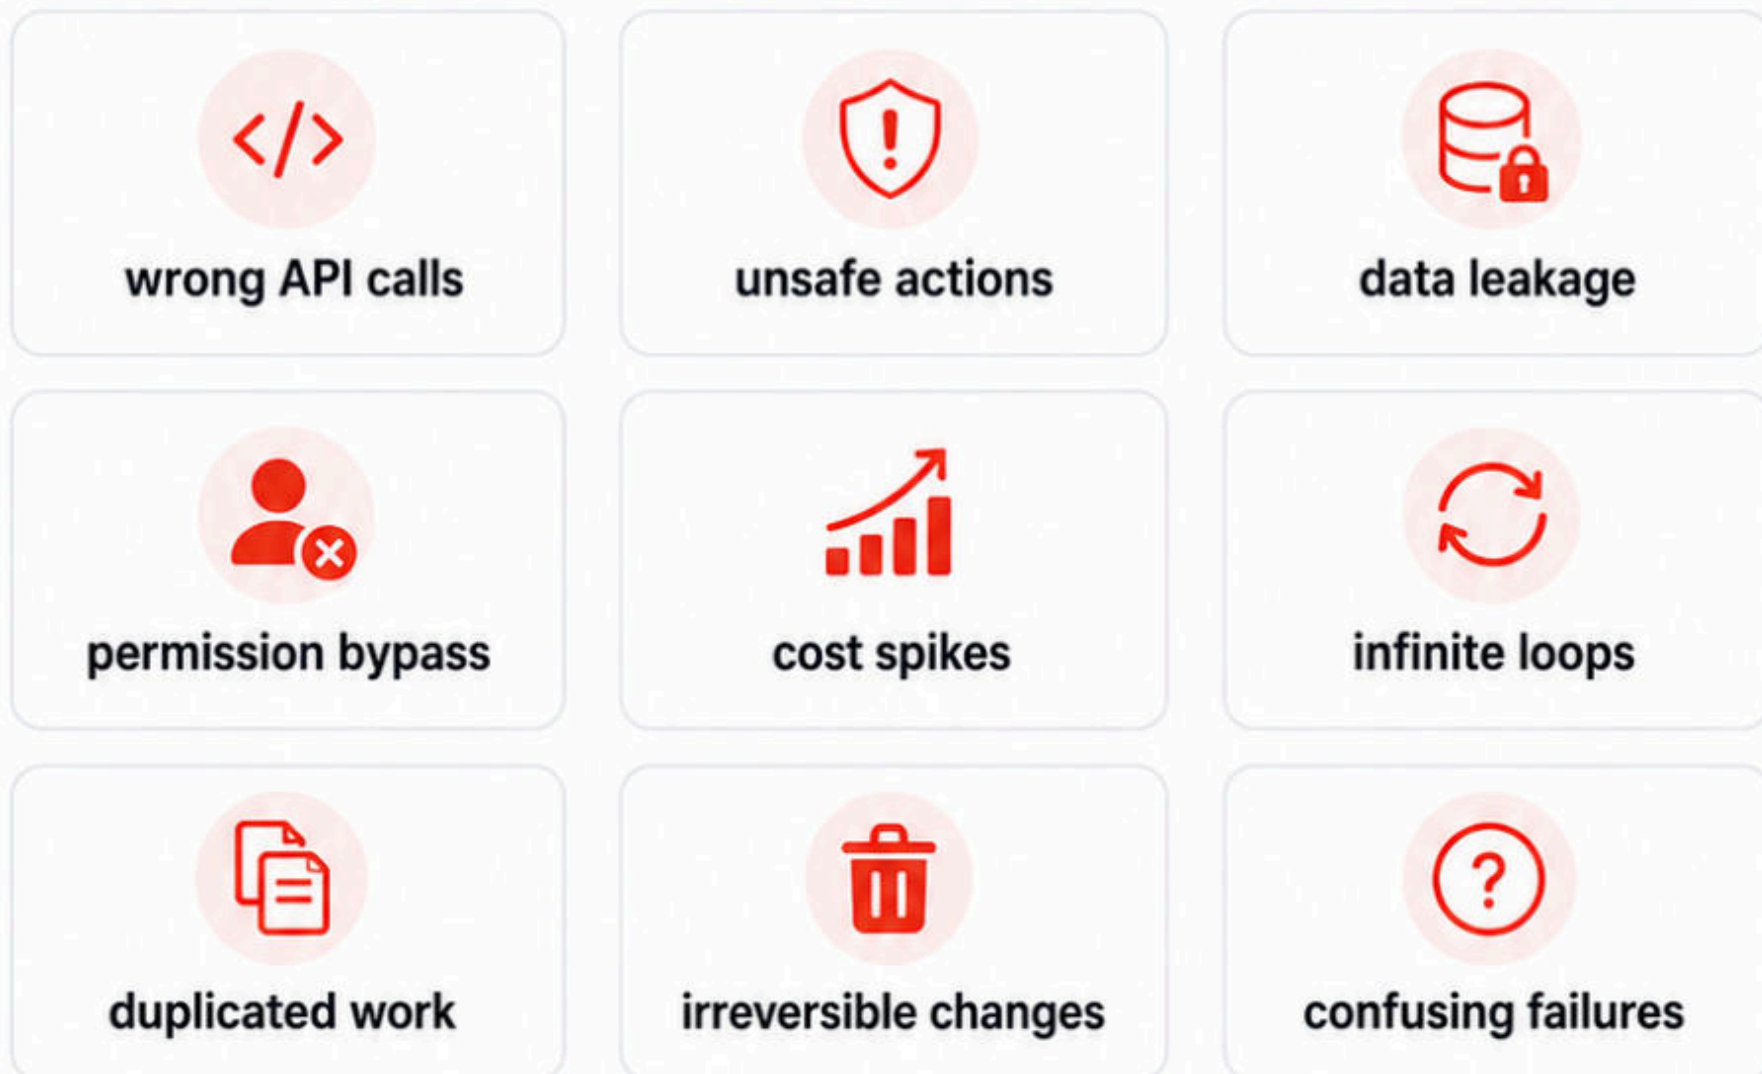 wrong API calls
unsafe actions
data leakage
permission bypass
cost spikes
infinite loops
duplicated work
irreversible changes
confusing failures